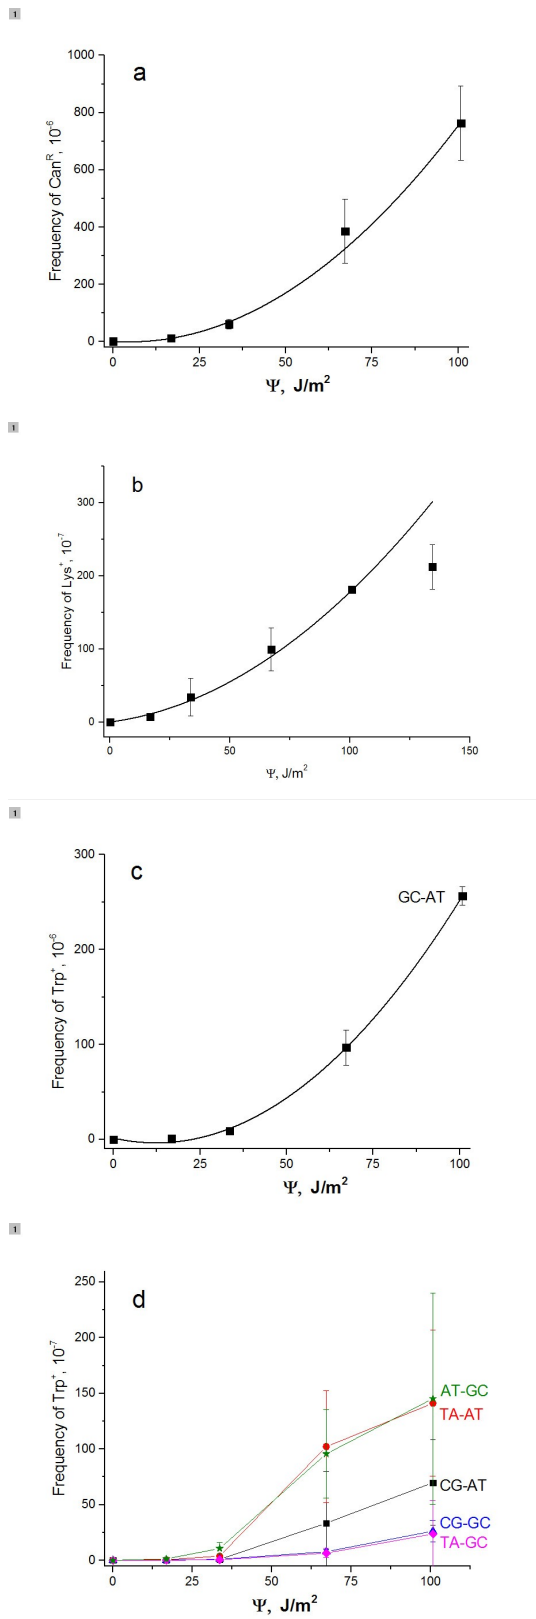 1
a
1000
800
600
400
200
0
Frequency of Can^R, 10^-6
0 25 50 75 100
Ψ, J/m²
1
b
300
200
100
0
Frequency of Lys⁺, 10^-7
0 50 100 150
Ψ, J/m²
1
c
300
200
100
0
Frequency of Trp⁺, 10^-6
GC-AT
0 25 50 75 100
Ψ, J/m²
1
d
250
200
150
100
50
0
Frequency of Trp⁺, 10^-7
AT-GC
TA-AT
CG-AT
CG-GC
TA-GC
0 25 50 75 100
Ψ, J/m²